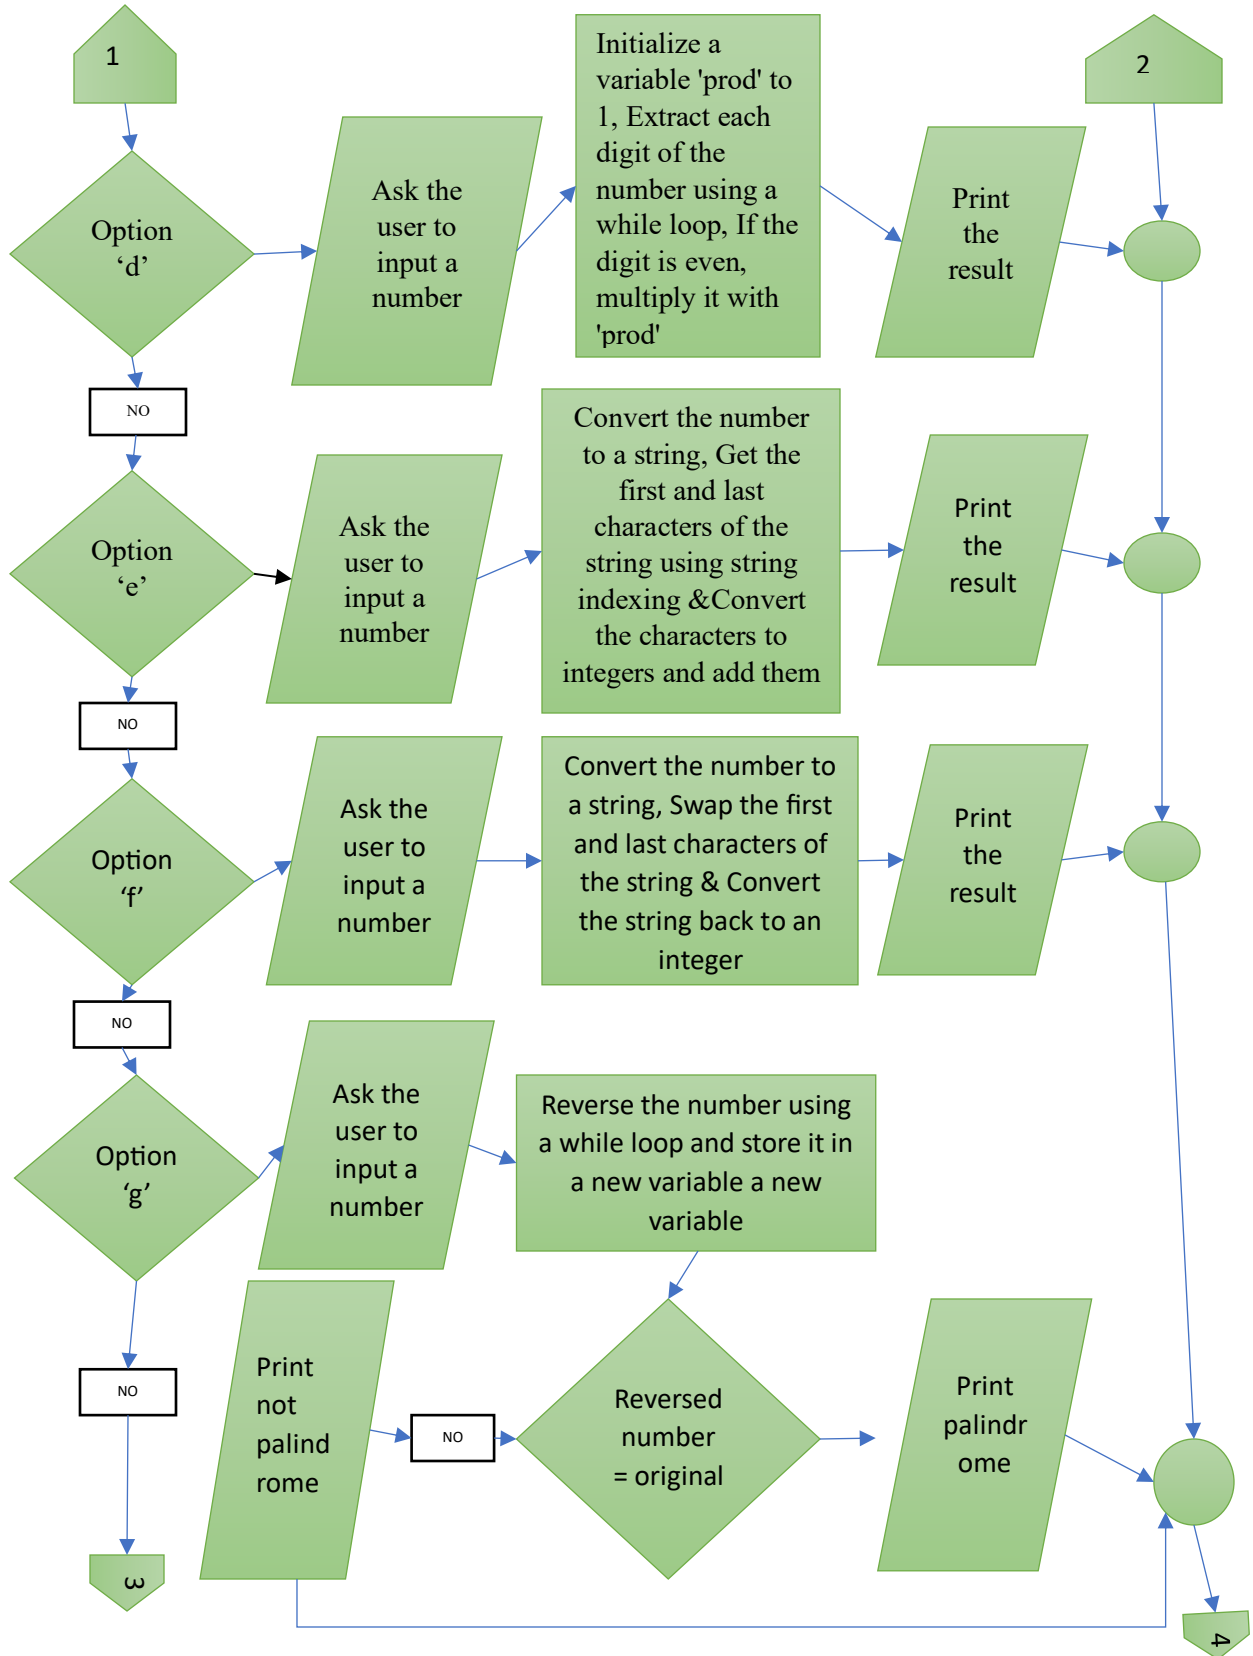 1
2
Option
‘d’
Ask the
user to
input a
number
Initialize a
variable 'prod' to
1, Extract each
digit of the
number using a
while loop, If the
digit is even,
multiply it with
'prod'
Print
the
result
NO
Option
‘e’
Ask the
user to
input a
number
Convert the number
to a string, Get the
first and last
characters of the
string using string
indexing &Convert
the characters to
integers and add them
Print
the
result
NO
Option
‘f’
Ask the
user to
input a
number
Convert the number to
a string, Swap the first
and last characters of
the string & Convert
the string back to an
integer
Print
the
result
NO
Option
‘g’
Ask the
user to
input a
number
Reverse the number using
a while loop and store it in
a new variable a new
variable
NO
Print
not
palind
rome
NO
Reversed
number
= original
Print
palindr
ome
3
4